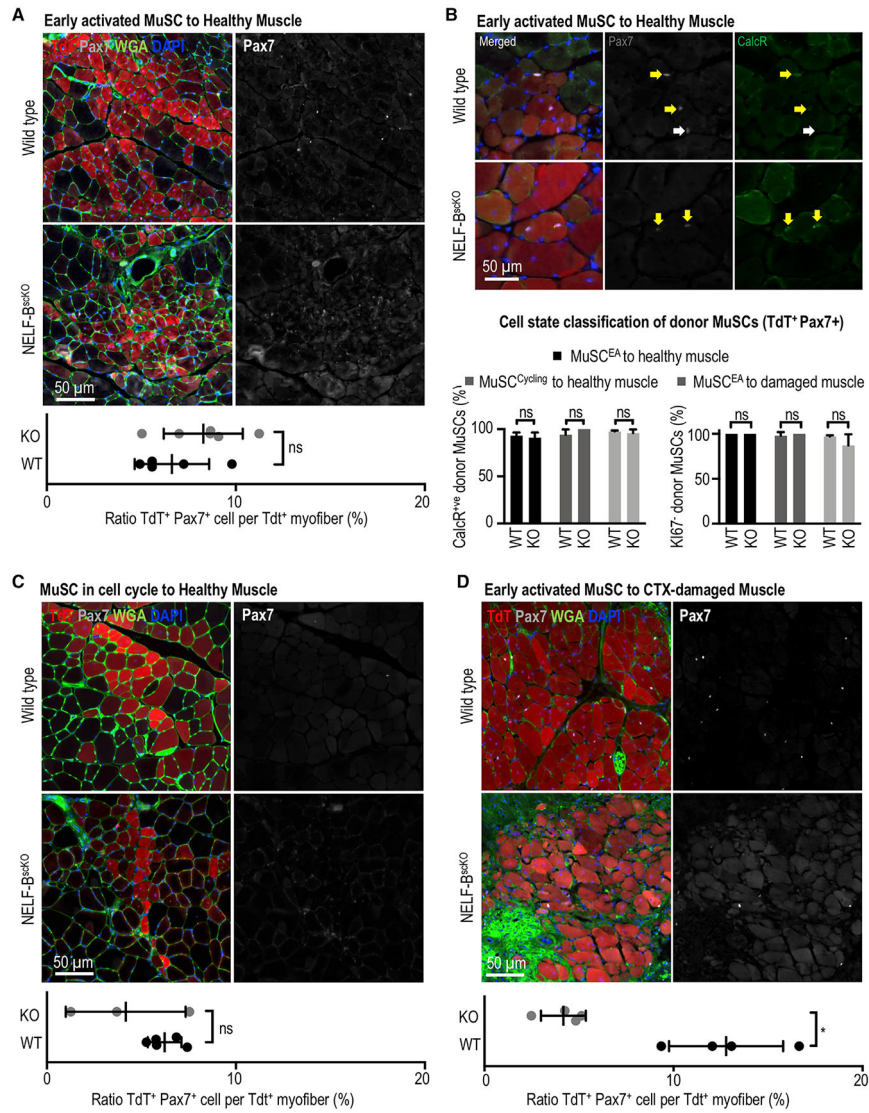 A
Early activated MuSC to Healthy Muscle
TdT Pax7 WGA DAPI
Pax7
Wild type
NELF-BscKO
50 µm
KO
WT
ns
0
10
20
Ratio TdT+ Pax7+ cell per Tdt+ myofiber (%)
B
Early activated MuSC to Healthy Muscle
Merged
Pax7
CalcR
Wild type
NELF-BscKO
50 µm
Cell state classification of donor MuSCs (TdT+ Pax7+)
MuSCEA to healthy muscle
MuSCCycling to healthy muscle
MuSCEA to damaged muscle
CalcR+ve donor MuSCs (%)
100
50
0
ns
ns
ns
WT
KO
WT
KO
WT
KO
KI67- donor MuSCs (%)
100
50
0
ns
ns
ns
WT
KO
WT
KO
WT
KO
C
MuSC in cell cycle to Healthy Muscle
TdT Pax7 WGA DAPI
Pax7
Wild type
NELF-BscKO
50 µm
KO
WT
ns
0
10
20
Ratio TdT+ Pax7+ cell per Tdt+ myofiber (%)
D
Early activated MuSC to CTX-damaged Muscle
TdT Pax7 WGA DAPI
Pax7
Wild type
NELF-BscKO
50 µm
KO
WT
*
0
10
20
Ratio TdT+ Pax7+ cell per Tdt+ myofiber (%)